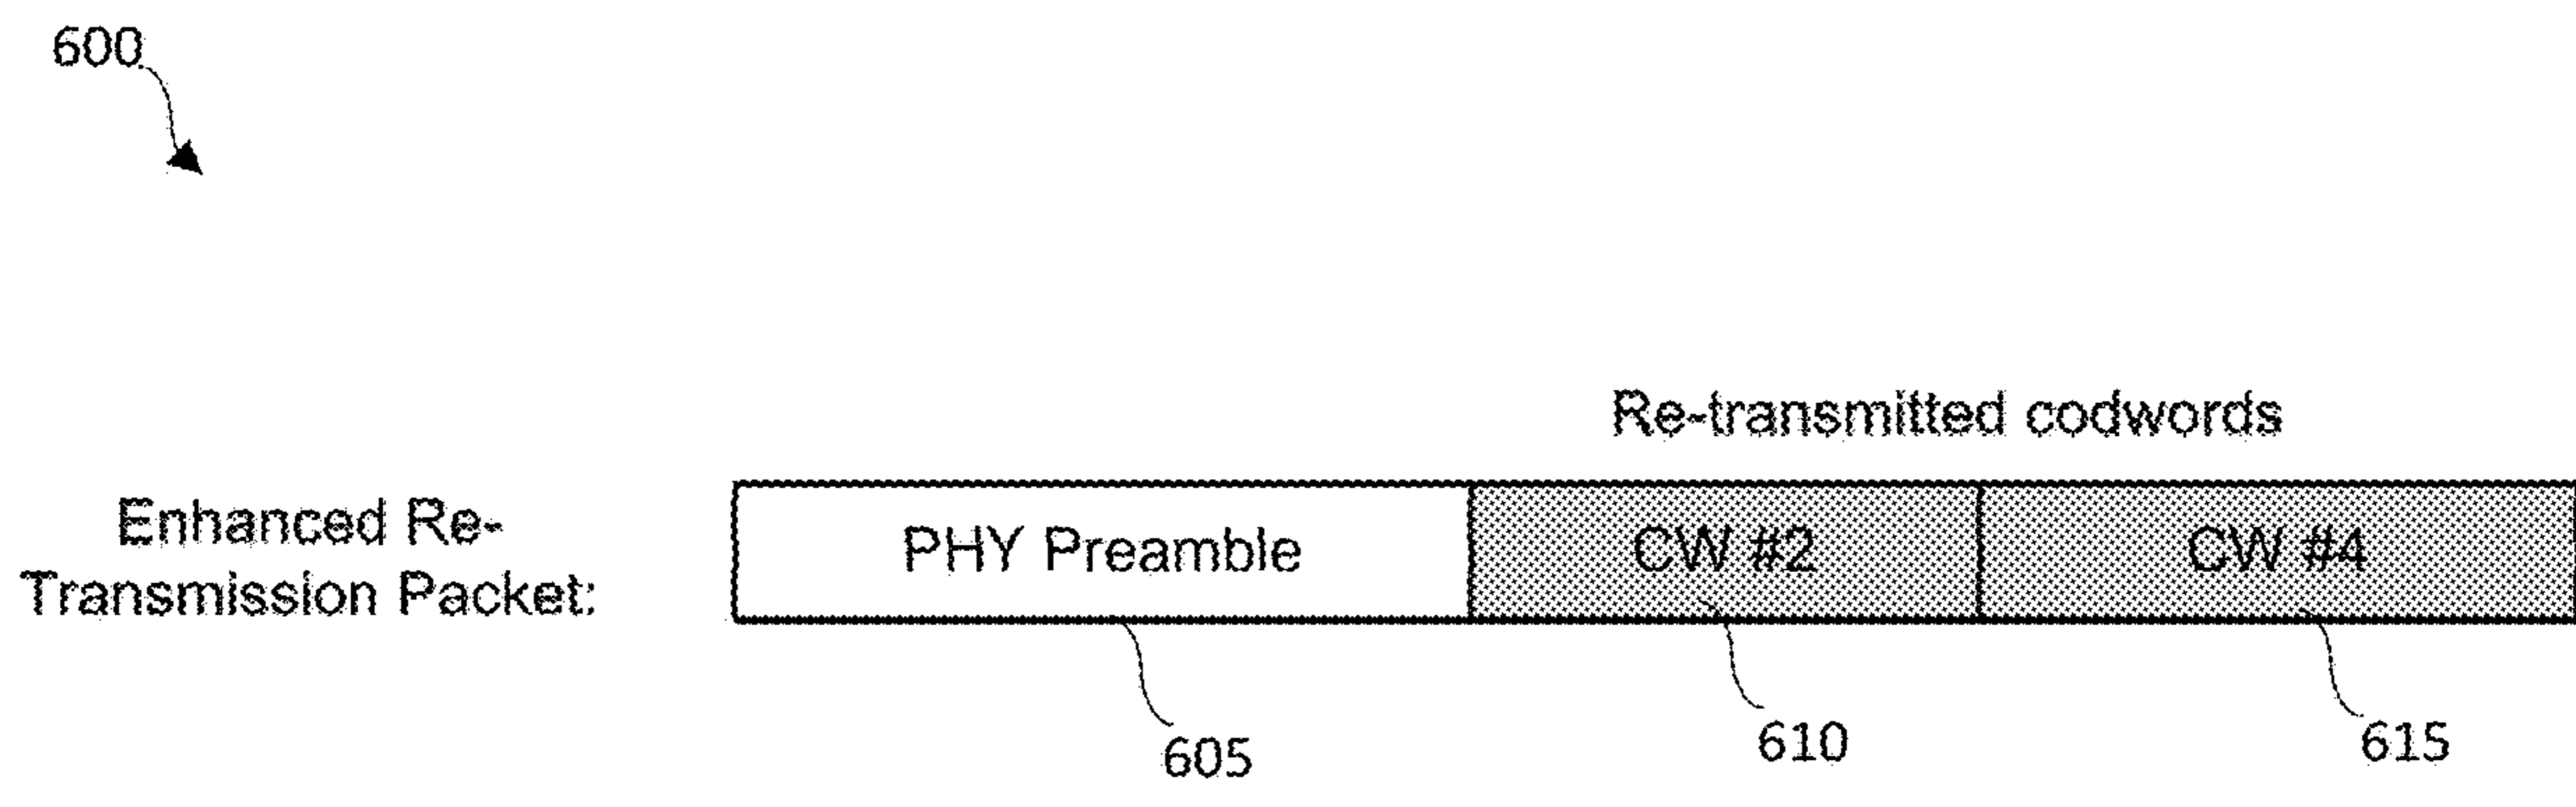 600
Re-transmitted codwords
Enhanced Re-
Transmission Packet:
PHY Preamble
CW #2
CW #4
605
610
615